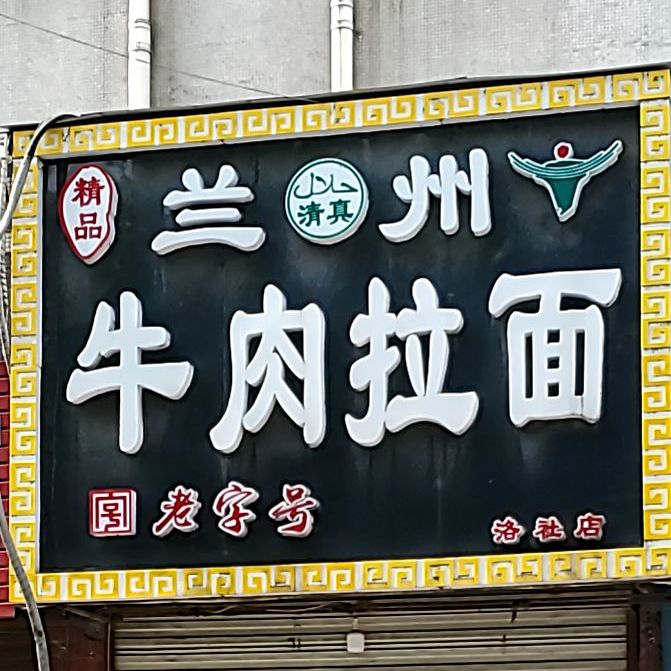 精品
兰 حلال 清真 州
牛肉拉面
老字号
洛社店